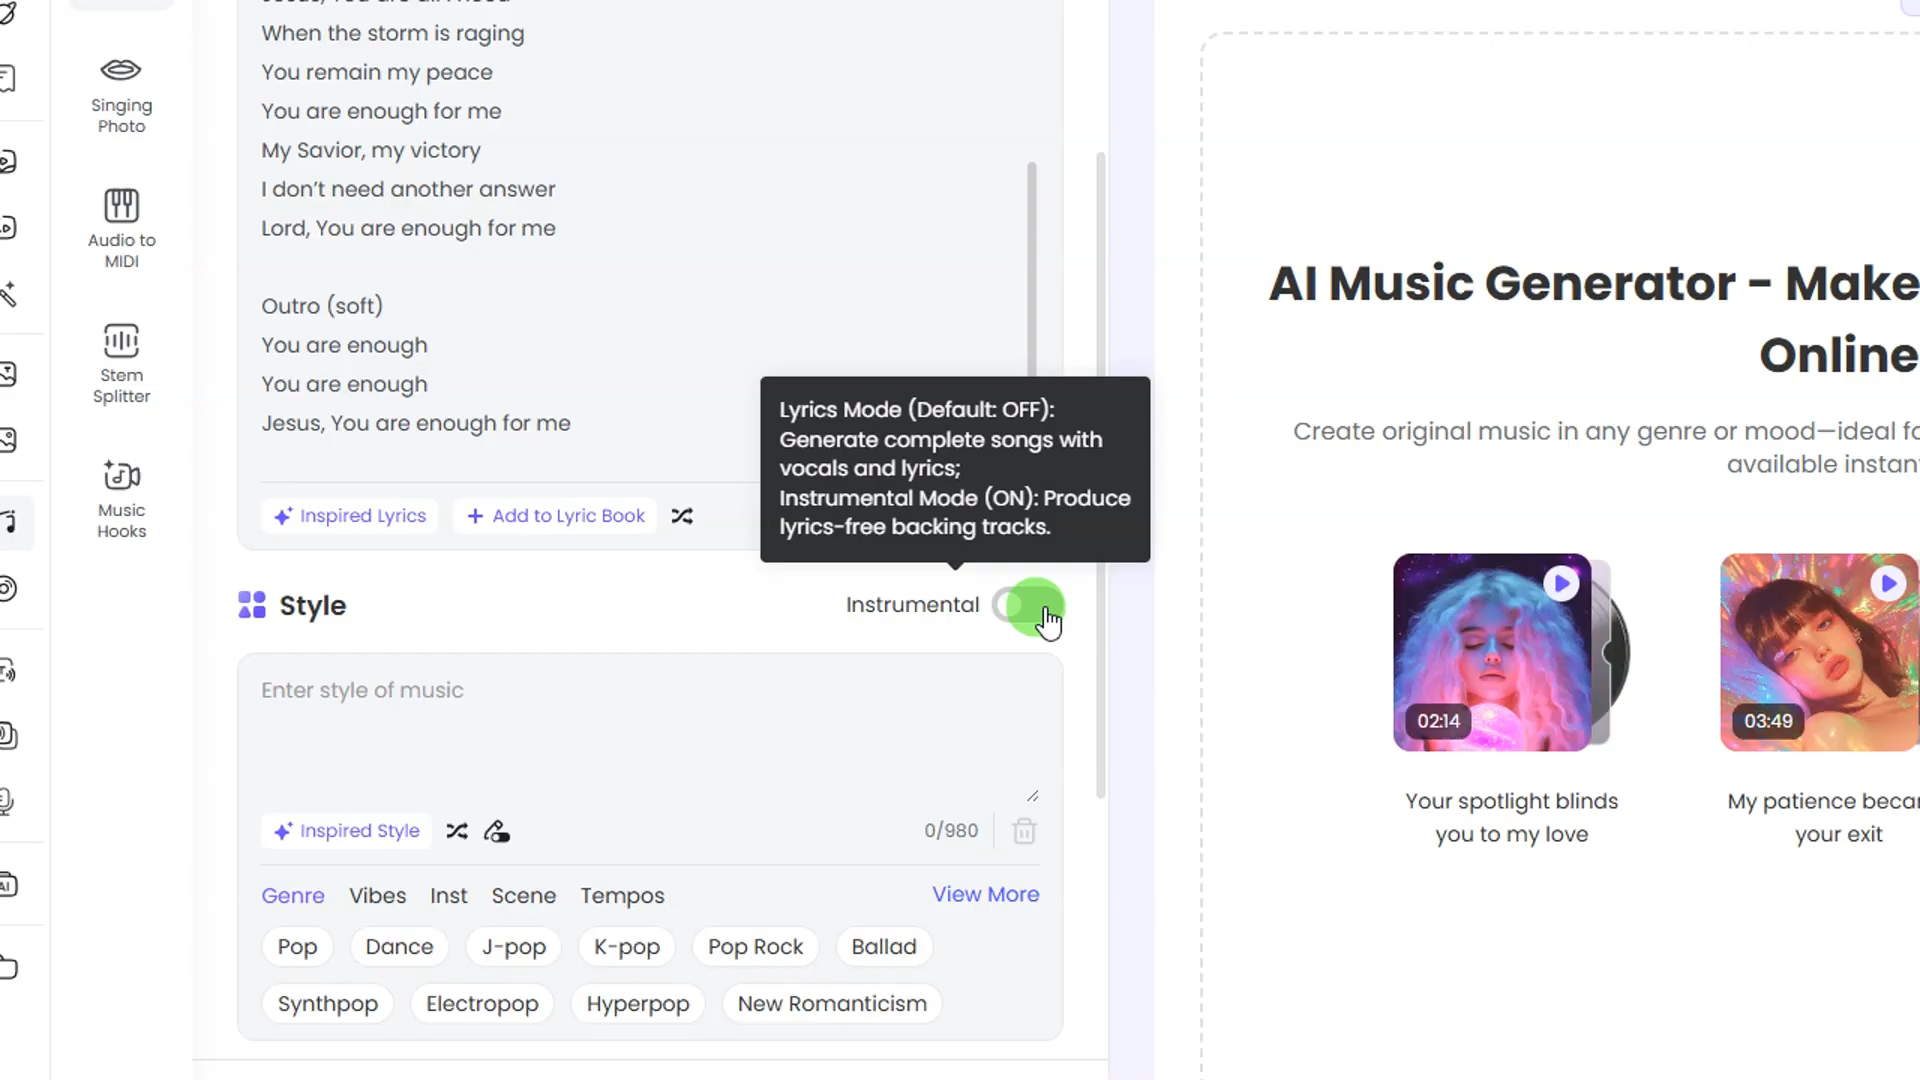 Singing
Photo
Audio to
MIDI
Stem
Splitter
Music
Hooks
When the storm is raging
You remain my peace
You are enough for me
My Savior, my victory
I don't need another answer
Lord, You are enough for me
Outro (soft)
You are enough
You are enough
Jesus, You are enough for me
Inspired Lyrics
Add to Lyric Book
Lyrics Mode (Default: OFF):
Generate complete songs with
vocals and lyrics;
Instrumental Mode (ON): Produce
lyrics-free backing tracks.
Style
Instrumental
Enter style of music
Inspired Style
0/980
Genre Vibes Inst Scene Tempos View More
Pop Dance J-pop K-pop Pop Rock Ballad
Synthpop Electropop Hyperpop New Romanticism
AI Music Generator - Make
Online
Create original music in any genre or mood—ideal
available
02:14
03:49
Your spotlight blinds
you to my love
My patience
your exit